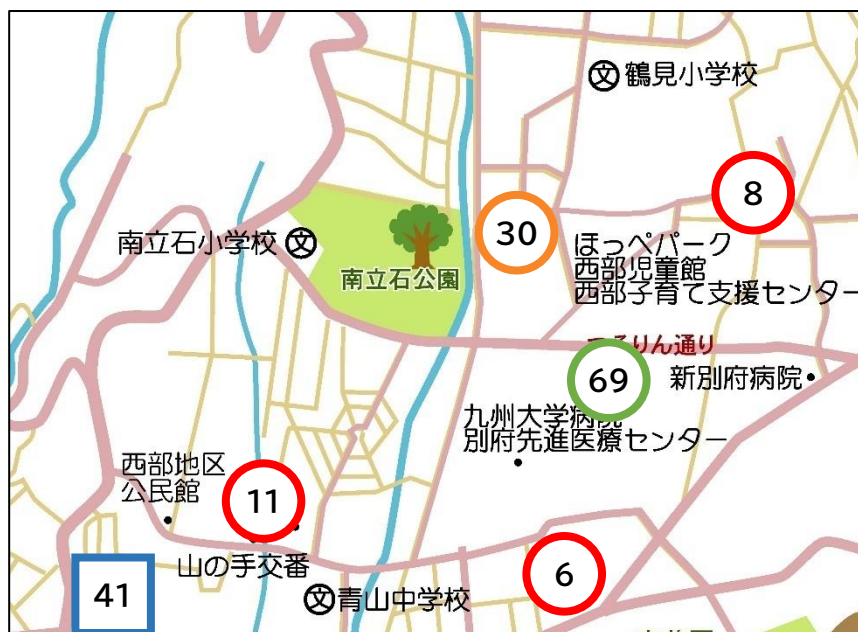 鶴見小学校
8
30
南立石小学校
ほっぺパーク
西部児童館
西部子育て支援センター
南立石公園
りん通り
69
新別府病院
九州大学病院
別府先進医療センター
西部地区
公民館
11
山の手交番
6
41
青山中学校